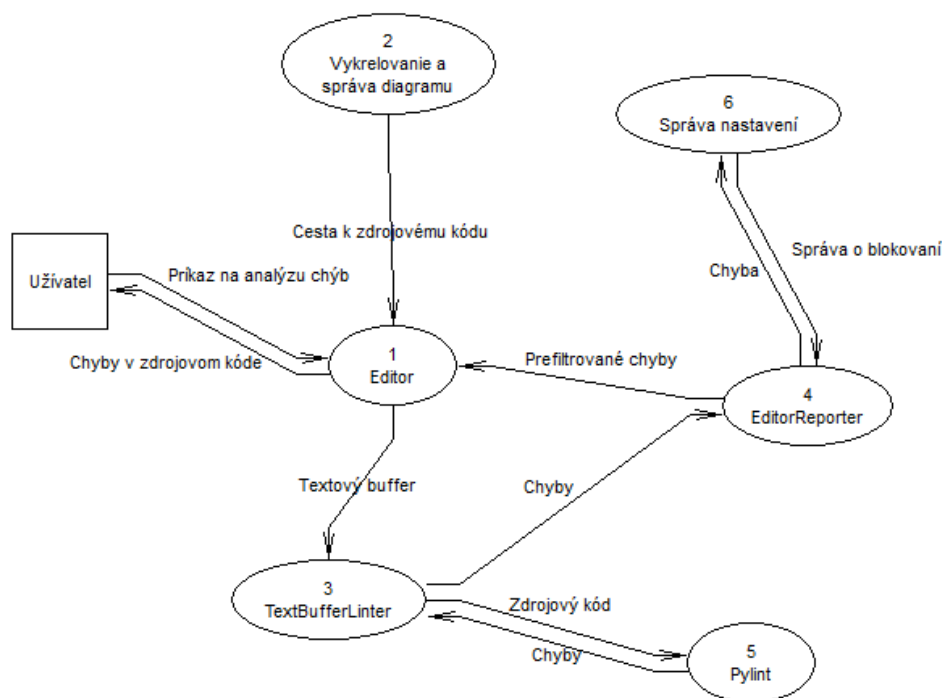 2
Vykrelovanie a
správa diagramu
6
Správa nastavení
Cesta k zdrojovému kódu
Správa o blokovaní
Chyba
Užívatel
Príkaz na analýzu chýb
Chyby v zdrojovom kóde
1
Editor
Prefiltrované chyby
4
EditorReporter
Textový buffer
Chyby
3
TextBufferLinter
Zdrojový kód
Chyby
5
Pylint